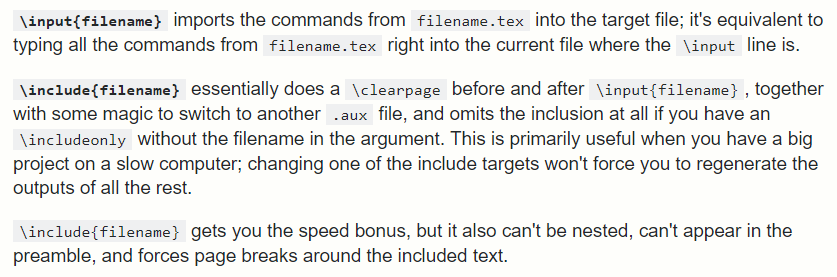 \input{filename} imports the commands from filename.tex into the target file; it's equivalent to
typing all the commands from filename.tex right into the current file where the \input line is.
\include{filename} essentially does a \clearpage before and after \input{filename}, together
with some magic to switch to another .aux file, and omits the inclusion at all if you have an
\includeonly without the filename in the argument. This is primarily useful when you have a big
project on a slow computer; changing one of the include targets won't force you to regenerate the
outputs of all the rest.
\include{filename} gets you the speed bonus, but it also can't be nested, can't appear in the
preamble, and forces page breaks around the included text.